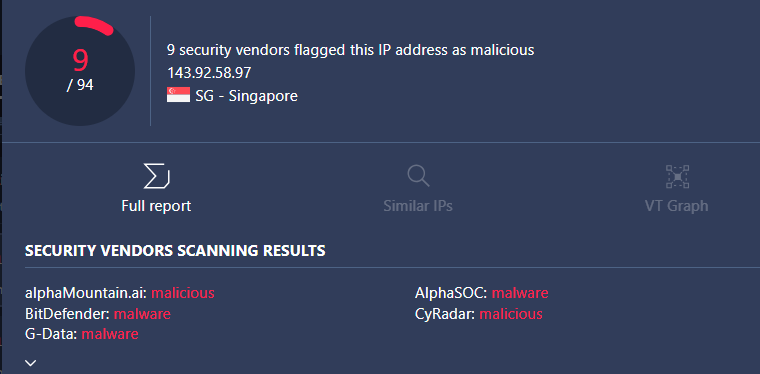 9
/ 94
9 security vendors flagged this IP address as malicious
143.92.58.97
SG - Singapore
Full report
Similar IPs
VT Graph
SECURITY VENDORS SCANNING RESULTS
alphaMountain.ai: malicious
AlphaSOC: malware
BitDefender: malware
CyRadar: malicious
G-Data: malware